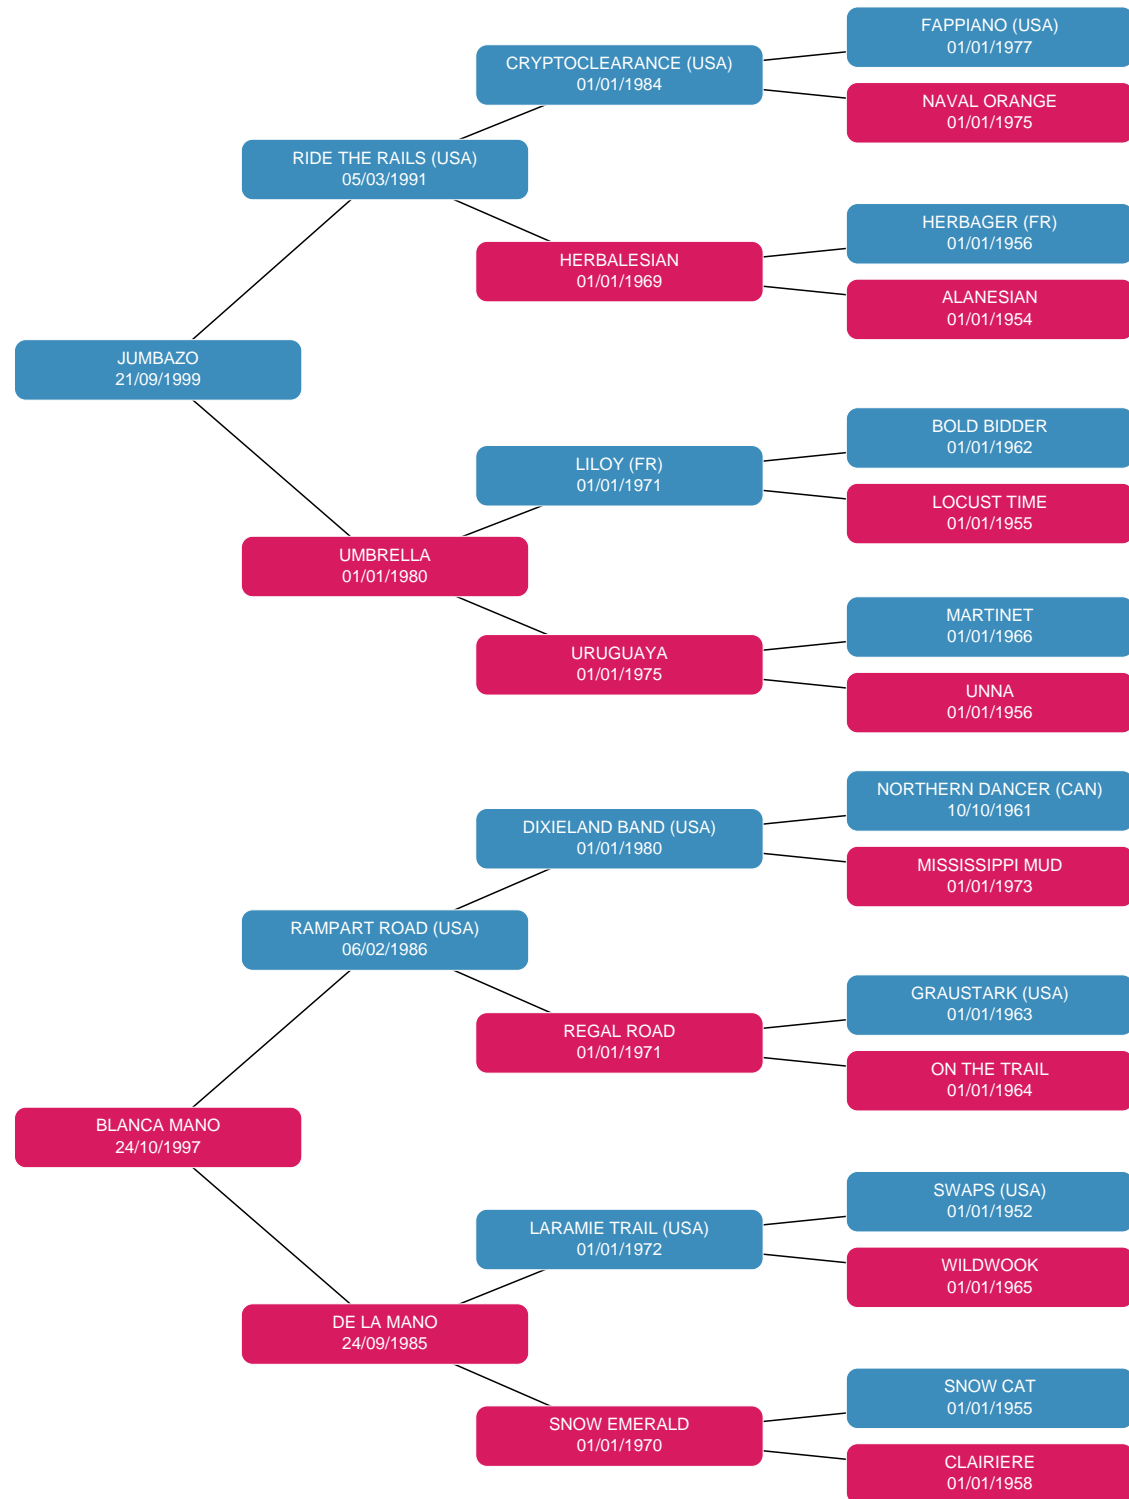 FAPPIANO (USA)
01/01/1977
CRYPTOCLEARANCE (USA)
01/01/1984
NAVAL ORANGE
01/01/1975
RIDE THE RAILS (USA)
05/03/1991
HERBAGER (FR)
01/01/1956
HERBALESIAN
01/01/1969
ALANESIAN
01/01/1954
JUMBAZO
21/09/1999
BOLD BIDDER
01/01/1962
LILOY (FR)
01/01/1971
LOCUST TIME
01/01/1955
UMBRELLA
01/01/1980
MARTINET
01/01/1966
URUGUAYA
01/01/1975
UNNA
01/01/1956
NORTHERN DANCER (CAN)
10/10/1961
DIXIELAND BAND (USA)
01/01/1980
MISSISSIPPI MUD
01/01/1973
RAMPART ROAD (USA)
06/02/1986
GRAUSTARK (USA)
01/01/1963
REGAL ROAD
01/01/1971
ON THE TRAIL
01/01/1964
BLANCA MANO
24/10/1997
SWAPS (USA)
01/01/1952
LARAMIE TRAIL (USA)
01/01/1972
WILDWOOK
01/01/1965
DE LA MANO
24/09/1985
SNOW CAT
01/01/1955
SNOW EMERALD
01/01/1970
CLAIRIERE
01/01/1958